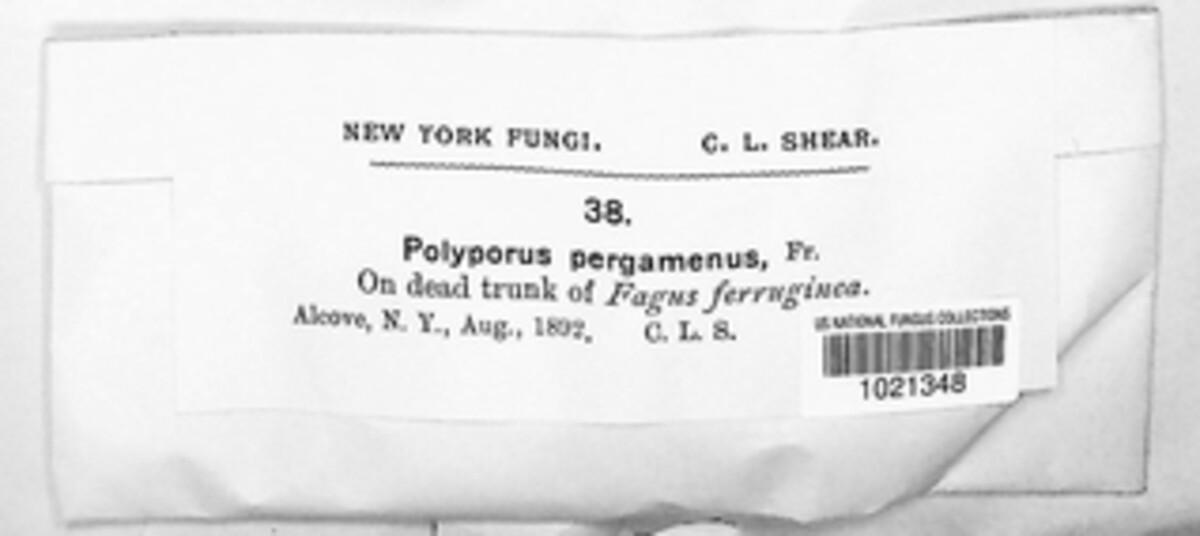 NEW YORK FUNGI. C. L. SHEAR.
38.
Polyporus pergamenus, Fr.
On dead trunk of Fagus ferruginea.
Alcove, N. Y., Aug., 1892. C. L. S.
US NATIONAL FUNGUS COLLECTIONS
1021348